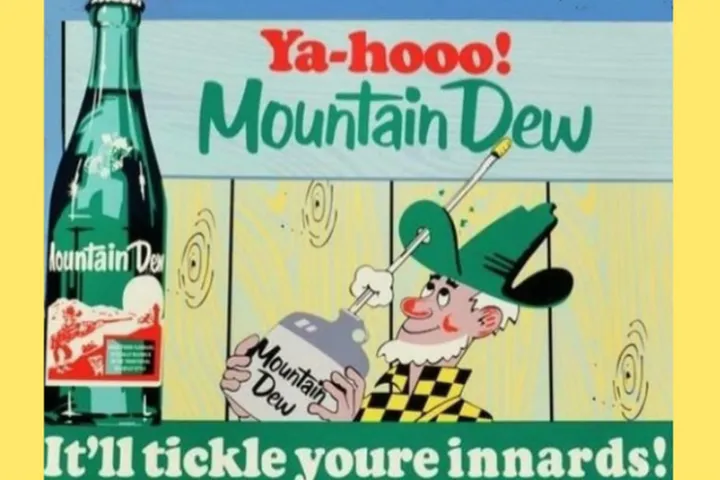 Ya-hooo!
Mountain Dew
Mountain Dew
Mountain
Dew
It'll tickle youre innards!